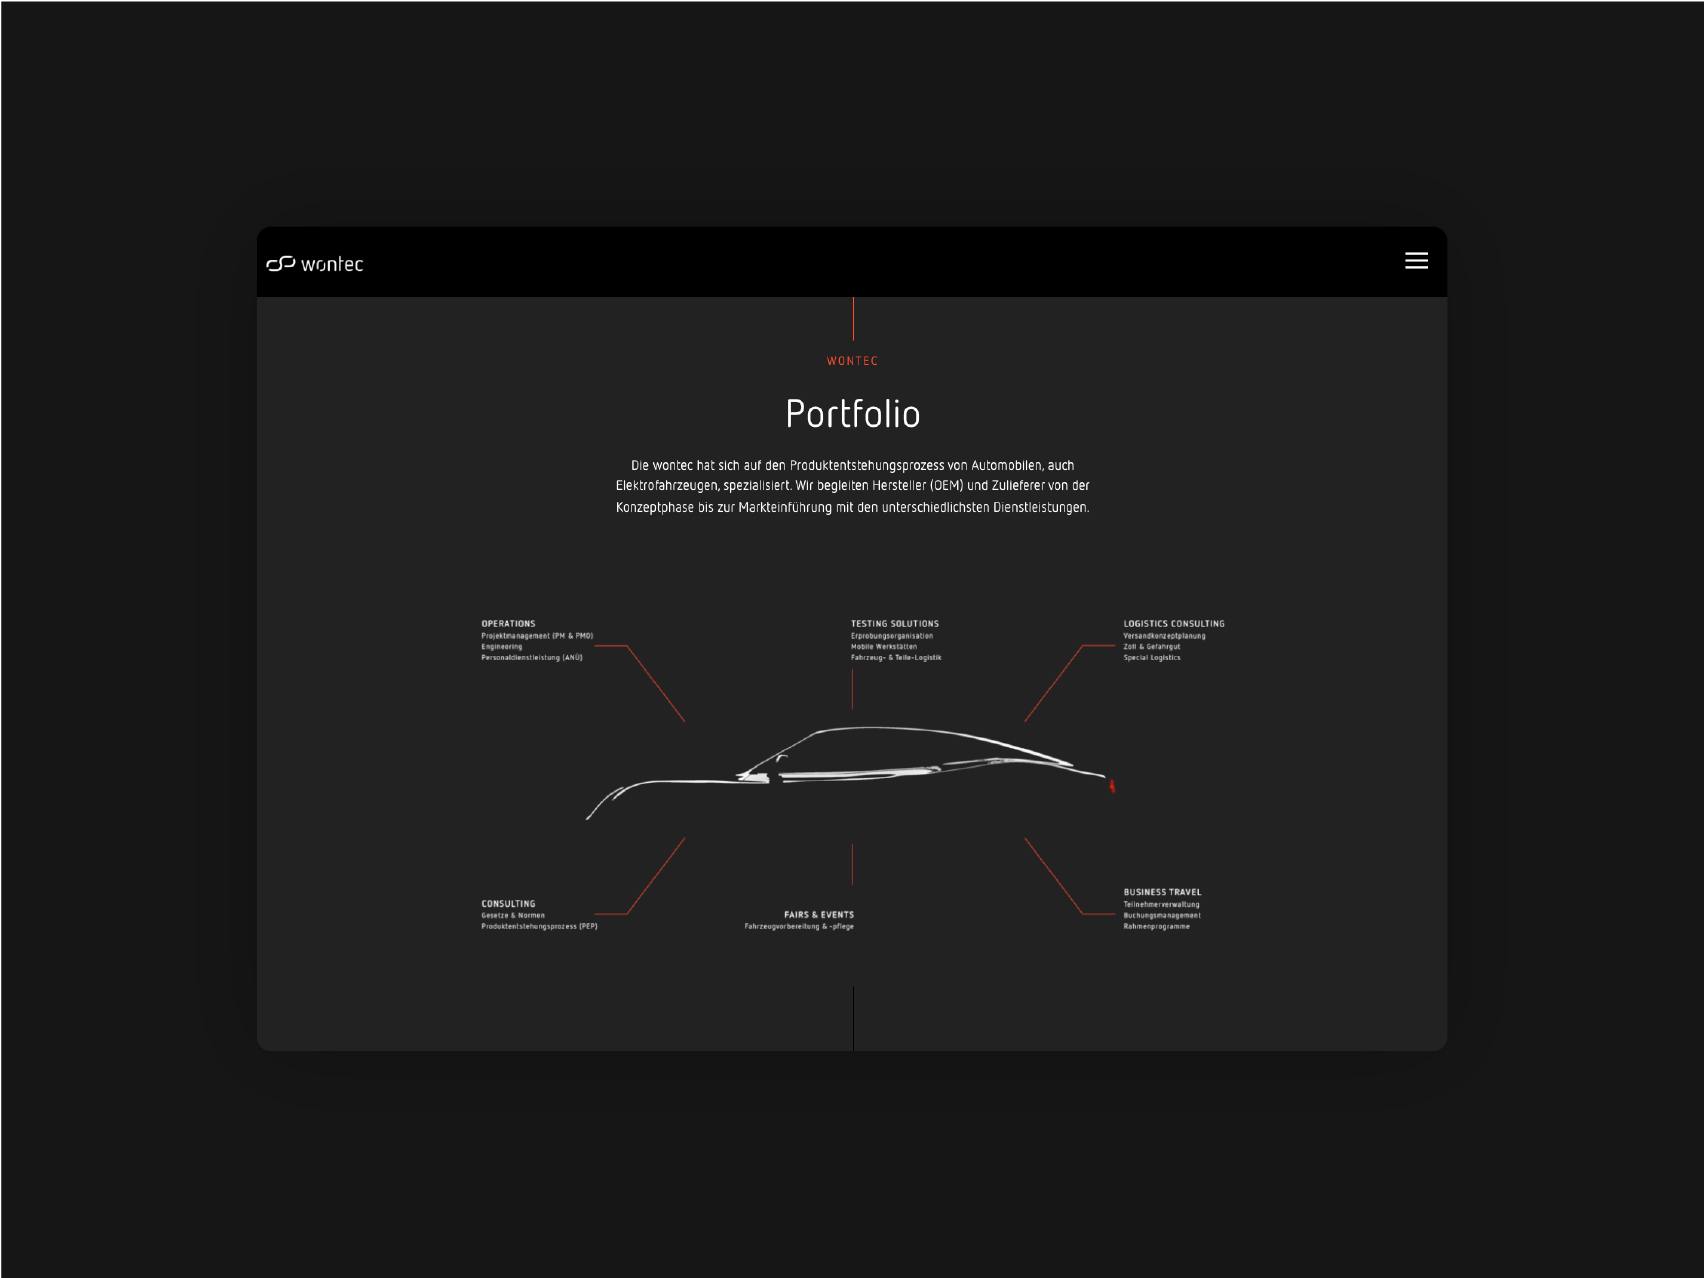 wontec
WONTEC
Portfolio
Die wontec hat sich auf den Produktentstehungsprozess von Automobilen, auch
Elektrofahrzeugen, spezialisiert. Wir begleiten Hersteller (OEM) und Zulieferer von der
Konzeptphase bis zur Markteinführung mit den unterschiedlichsten Dienstleistungen.
OPERATIONS
Projektmanagement (PM & PMO)
Engineering
Personaldienstleistung (ANÜ)
TESTING SOLUTIONS
Erprobungsorganisation
Mobile Werkstätten
Fahrzeug- & Teile-Logistik
LOGISTICS CONSULTING
Versandkonzeptplanung
Zoll & Gefahrgut
Special Logistics
CONSULTING
Gesetze & Normen
Produktentstehungsprozess (PEP)
FAIRS & EVENTS
Fahrzeugvorbereitung & -pflege
BUSINESS TRAVEL
Teilnehmerverwaltung
Buchungsmanagement
Rahmenprogramme